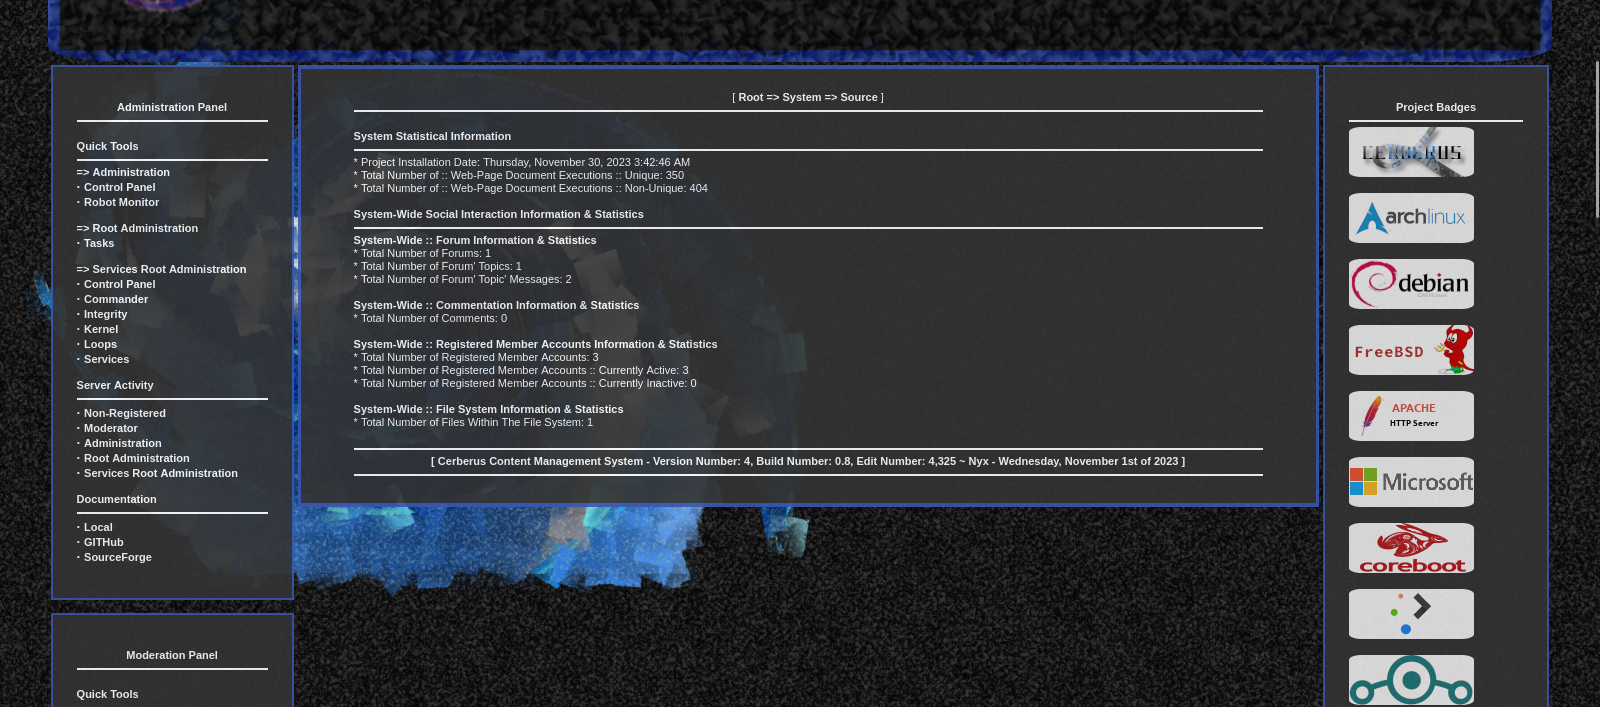 Administration Panel
Quick Tools
=> Administration
· Control Panel
· Robot Monitor
=> Root Administration
· Tasks
=> Services Root Administration
· Control Panel
· Commander
· Integrity
· Kernel
· Loops
· Services
Server Activity
· Non-Registered
· Moderator
· Administration
· Root Administration
· Services Root Administration
Documentation
· Local
· GITHub
· SourceForge
Moderation Panel
Quick Tools
[ Root => System => Source ]
System Statistical Information
* Project Installation Date: Thursday, November 30, 2023 3:42:46 AM
* Total Number of :: Web-Page Document Executions :: Unique: 350
* Total Number of :: Web-Page Document Executions :: Non-Unique: 404
System-Wide Social Interaction Information & Statistics
System-Wide :: Forum Information & Statistics
* Total Number of Forums: 1
* Total Number of Forum' Topics: 1
* Total Number of Forum' Topic' Messages: 2
System-Wide :: Commentation Information & Statistics
* Total Number of Comments: 0
System-Wide :: Registered Member Accounts Information & Statistics
* Total Number of Registered Member Accounts: 3
* Total Number of Registered Member Accounts :: Currently Active: 3
* Total Number of Registered Member Accounts :: Currently Inactive: 0
System-Wide :: File System Information & Statistics
* Total Number of Files Within The File System: 1
[ Cerberus Content Management System - Version Number: 4, Build Number: 0.8, Edit Number: 4,325 ~ Nyx - Wednesday, November 1st of 2023 ]
Project Badges
CERBERUS
archlinux
debian
FreeBSD
APACHE
HTTP Server
Microsoft
coreboot